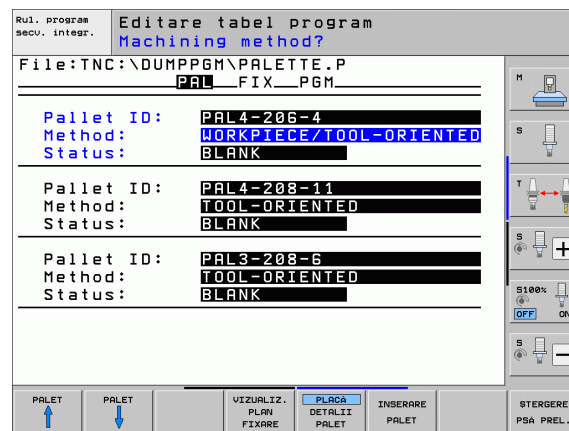 Rul. program
secv. integr.
Editare tabel program
Machining method?
File:TNC:\DUMPPGM\PALETTE.P
PAL FIX PGM
Pallet ID: PAL4-206-4
Method: WORKPIECE/TOOL-ORIENTED
Status: BLANK
Pallet ID: PAL4-208-11
Method: TOOL-ORIENTED
Status: BLANK
Pallet ID: PAL3-208-6
Method: TOOL-ORIENTED
Status: BLANK
M
S
T
S
+
S100%
OFF ON
S
–
PALET
PALET
VIZUALIZ.
PLAN
FIXARE
PLACĂ
DETALII
PALET
INSERARE
PALET
STERGERE
PSĂ PREL.